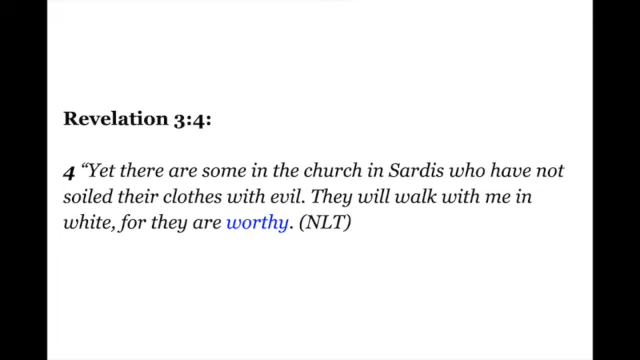 Revelation 3:4:
4 “Yet there are some in the church in Sardis who have not
soiled their clothes with evil. They will walk with me in
white, for they are worthy. (NLT)